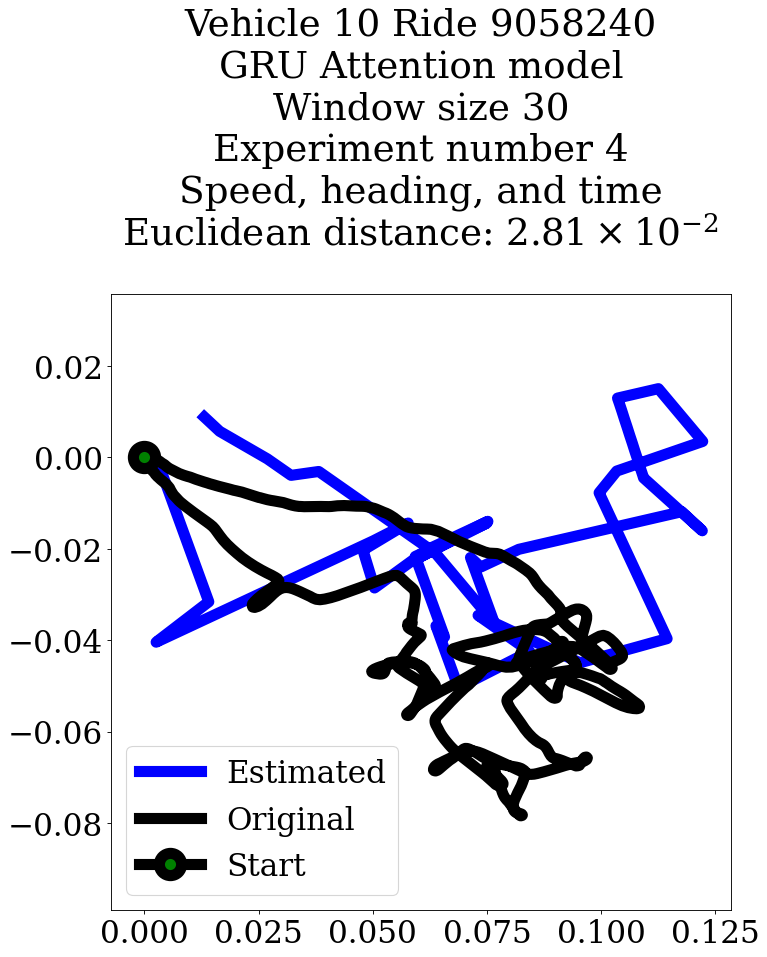 Vehicle 10 Ride 9058240
GRU Attention model
Window size 30
Experiment number 4
Speed, heading, and time
Euclidean distance: 2.81 × 10⁻²
0.02
0.00
−0.02
−0.04
−0.06
−0.08
Estimated
Original
Start
0.000 0.025 0.050 0.075 0.100 0.125